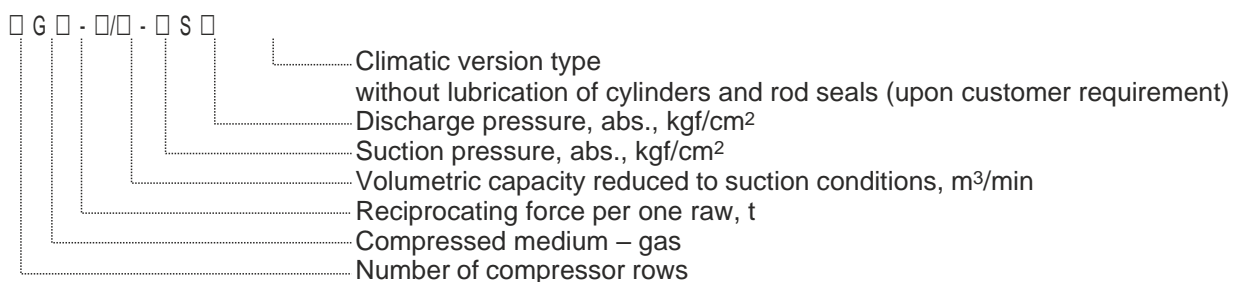 □ G □ - □/□ - □ S □
Climatic version type
without lubrication of cylinders and rod seals (upon customer requirement)
Discharge pressure, abs., kgf/cm²
Suction pressure, abs., kgf/cm²
Volumetric capacity reduced to suction conditions, m³/min
Reciprocating force per one raw, t
Compressed medium – gas
Number of compressor rows